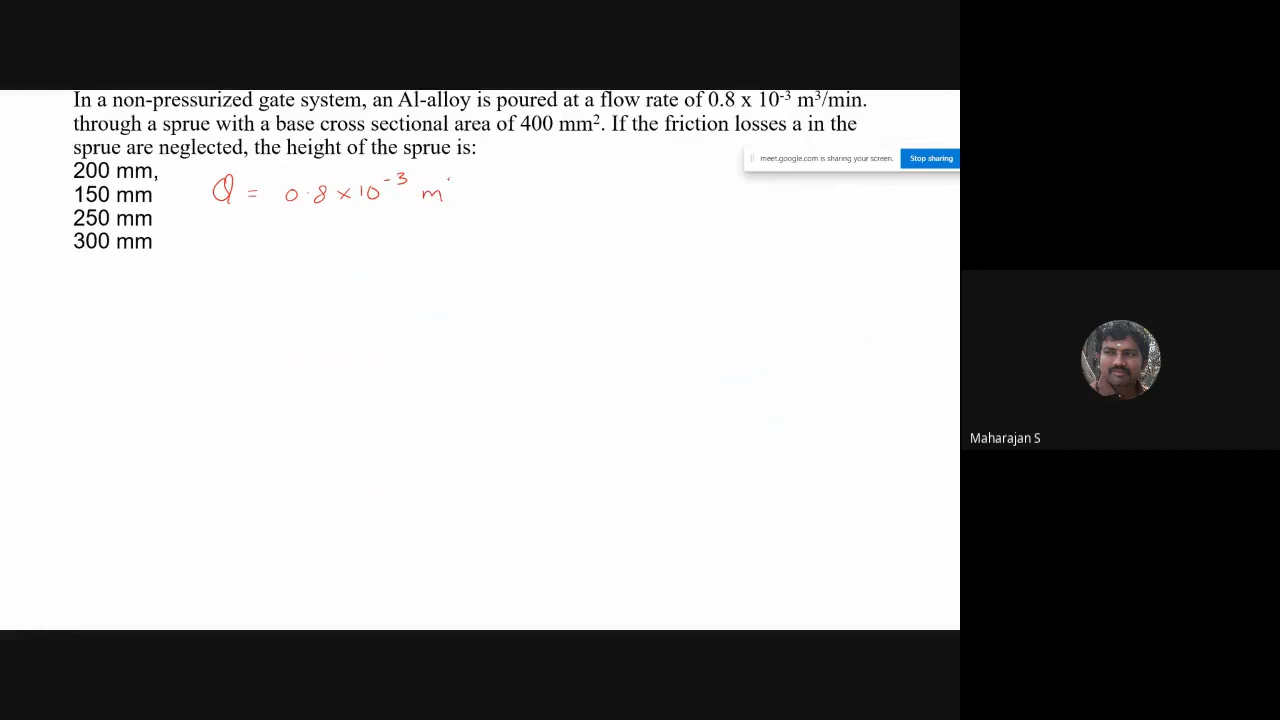 In a non-pressurized gate system, an Al-alloy is poured at a flow rate of 0.8 x 10⁻³ m³/min.
through a sprue with a base cross sectional area of 400 mm². If the friction losses a in the
sprue are neglected, the height of the sprue is:
meet.google.com is sharing your screen. Stop sharing
200 mm,
150 mm
250 mm
300 mm
Q = 0.8 × 10⁻³ m
Maharajan S